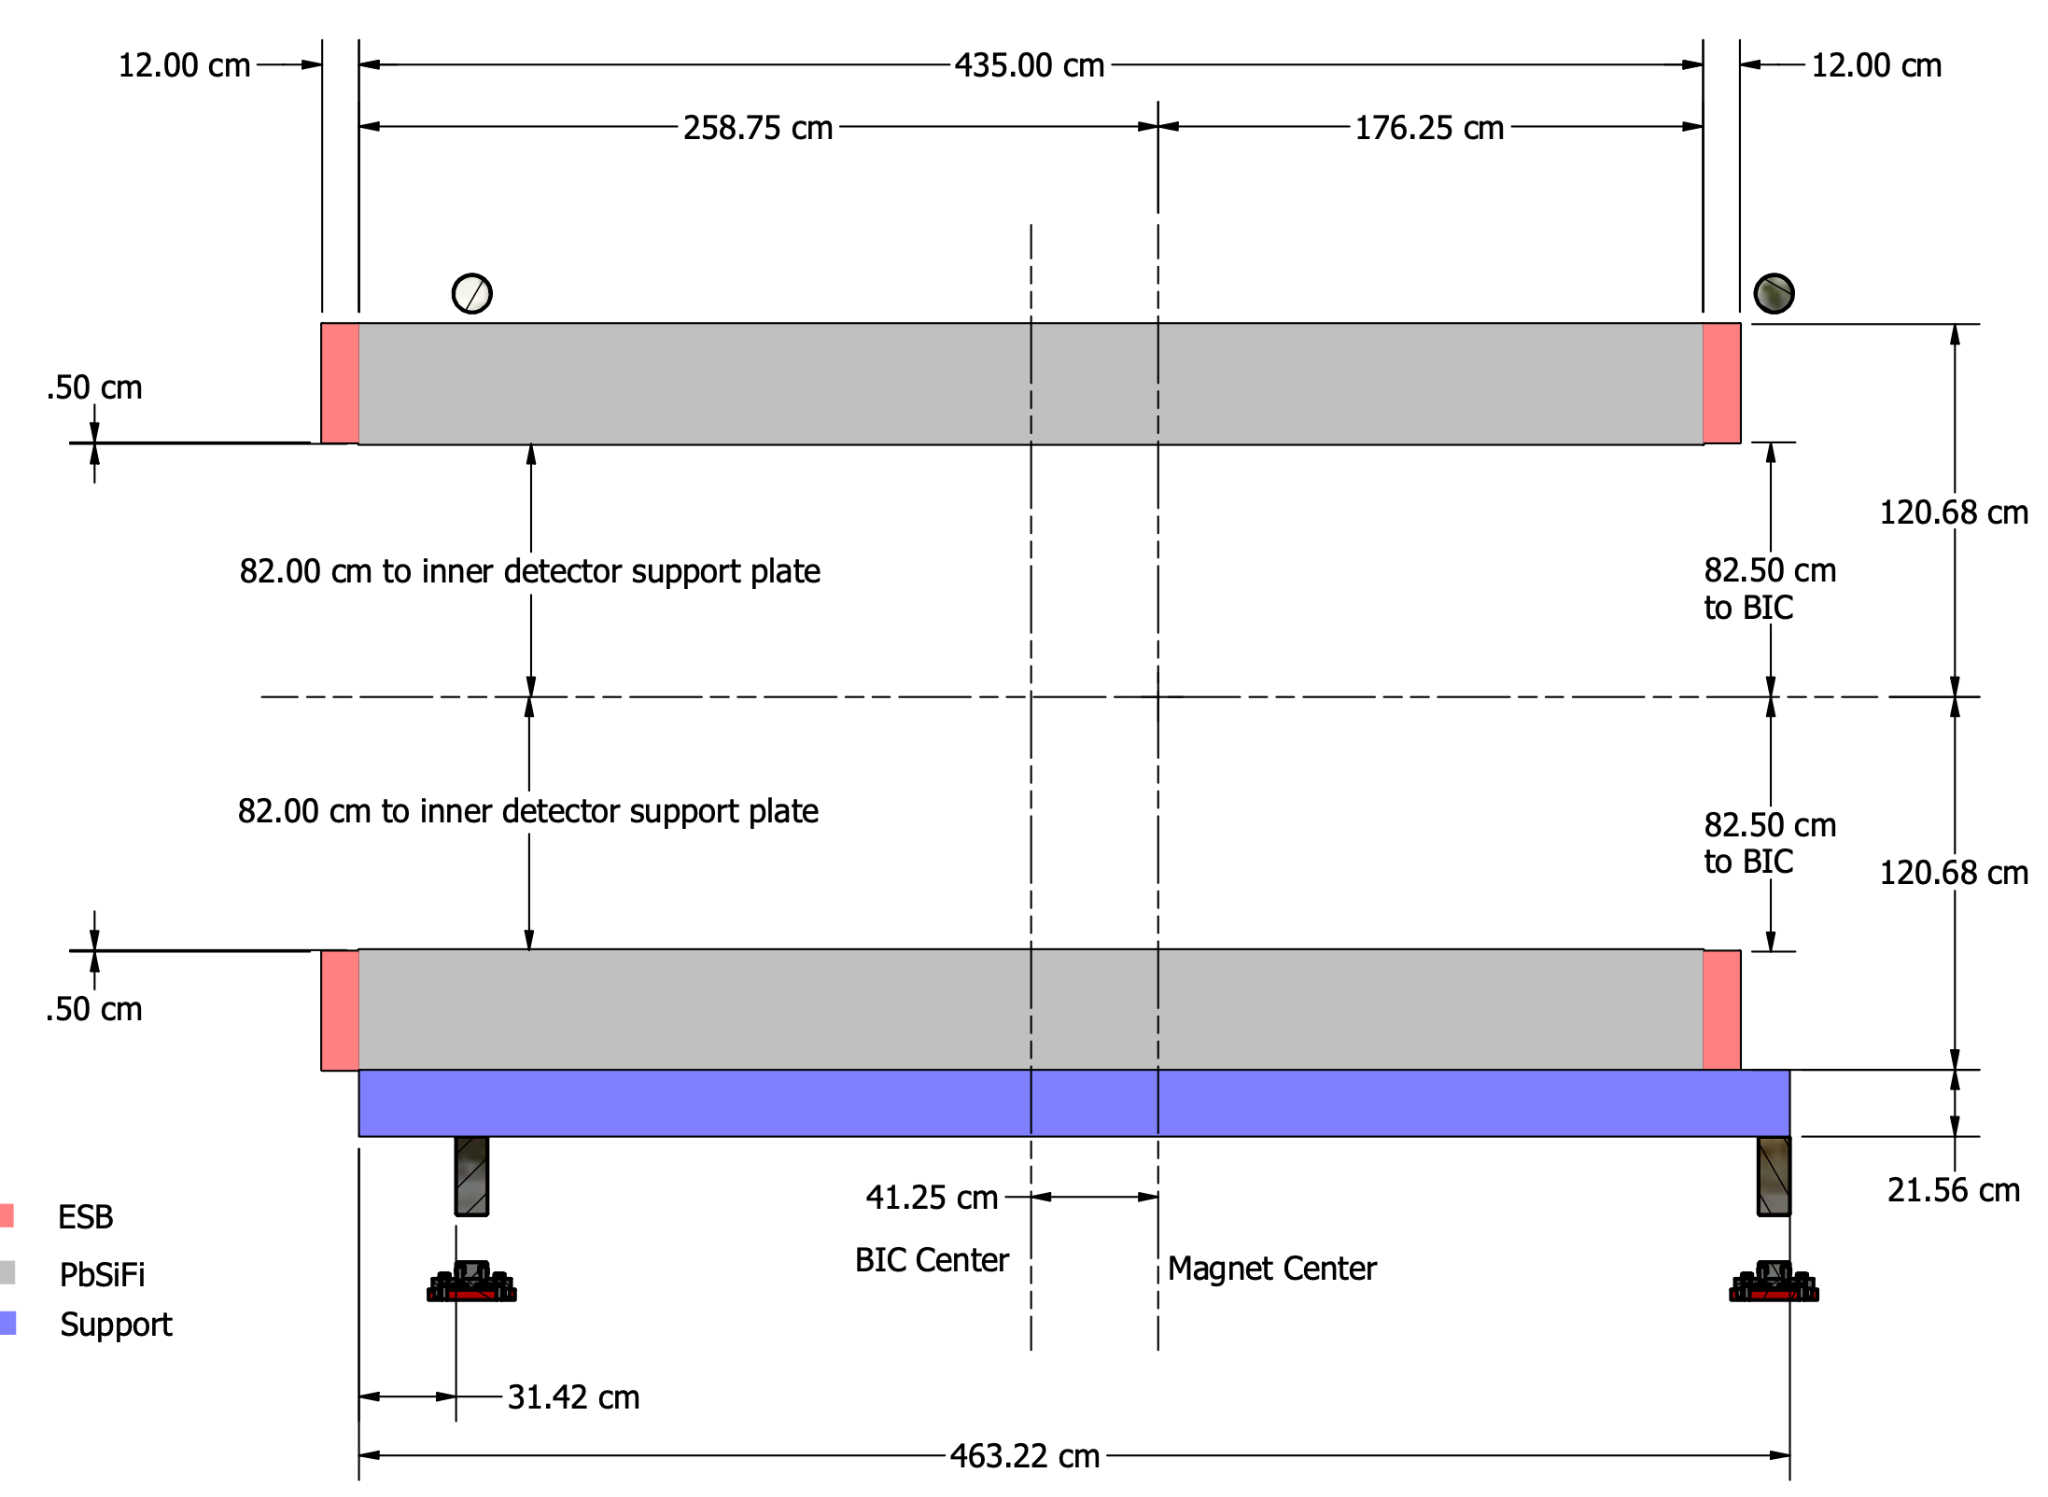 12.00 cm
435.00 cm
12.00 cm
258.75 cm
176.25 cm
.50 cm
120.68 cm
82.00 cm to inner detector support plate
82.50 cm
to BIC
82.00 cm to inner detector support plate
82.50 cm
to BIC
120.68 cm
.50 cm
41.25 cm
21.56 cm
ESB
BIC Center
Magnet Center
PbSiFi
Support
31.42 cm
463.22 cm